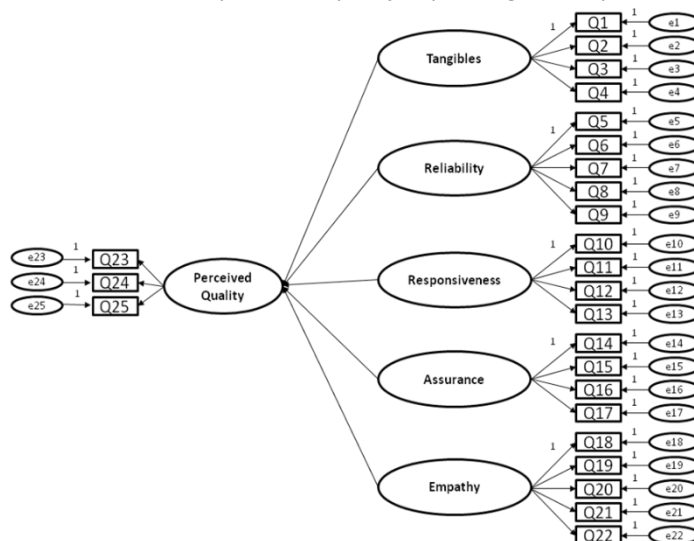 1 Q1 1 e1
Q2 1 e2
Tangibles
Q3 1 e3
Q4 1 e4
1 Q5 1 e5
Q6 1 e6
Reliability
Q7 1 e7
Q8 1 e8
Q9 1 e9
1 Q10 1 e10
Q11 1 e11
Responsiveness
Q12 1 e12
Q13 1 e13
e23 1 Q23
e24 1 Q24
e25 1 Q25
Perceived
Quality
1 Q14 1 e14
Q15 1 e15
Assurance
Q16 1 e16
Q17 1 e17
1 Q18 1 e18
Q19 1 e19
Empathy
Q20 1 e20
Q21 1 e21
Q22 1 e22